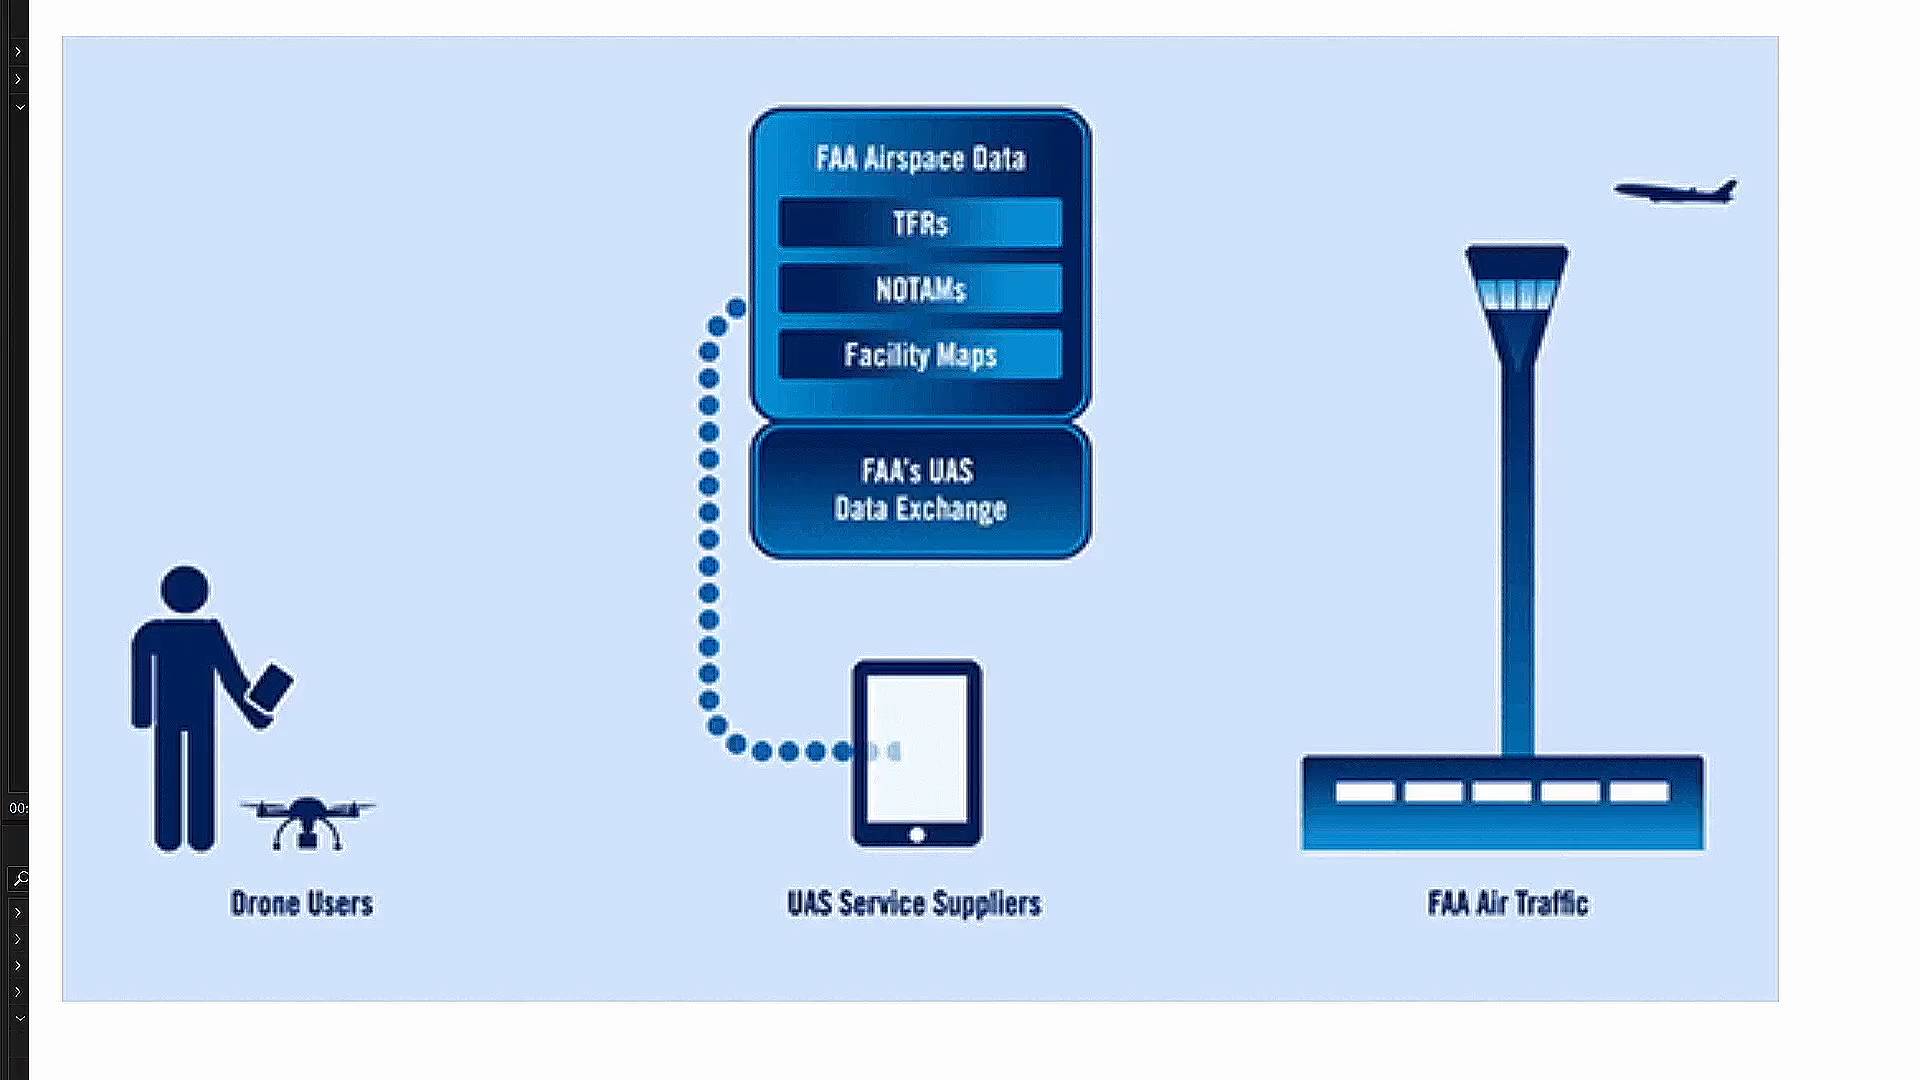 FAA Airspace Data
TFRs
NOTAMs
Facility Maps
FAA's UAS
Data Exchange
Drone Users
UAS Service Suppliers
FAA Air Traffic
00: